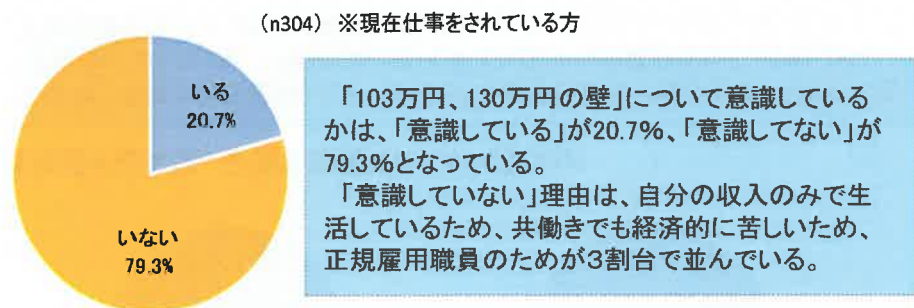 (n304) ※現在仕事をされている方
いる
20.7%
いない
79.3%
「103万円、130万円の壁」について意識している
かは、「意識している」が20.7%、「意識してない」が
79.3%となっている。
「意識していない」理由は、自分の収入のみで生
活しているため、共働きでも経済的に苦しいため、
正規雇用職員のためが3割台で並んでいる。